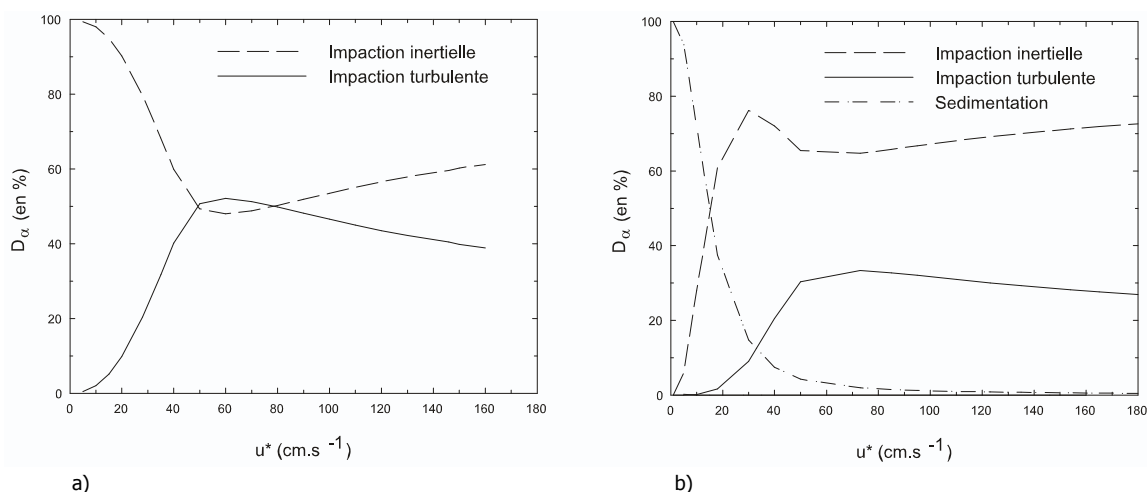 Impaction inertielle
Impaction turbulente
100
80
60
40
20
0
Dα (en %)
0 20 40 60 80 100 120 140 160 180
u* (cm.s -1)
a)
Impaction inertielle
Impaction turbulente
Sedimentation
100
80
60
40
20
0
Dα (en %)
0 20 40 60 80 100 120 140 160 180
u* (cm.s -1)
b)